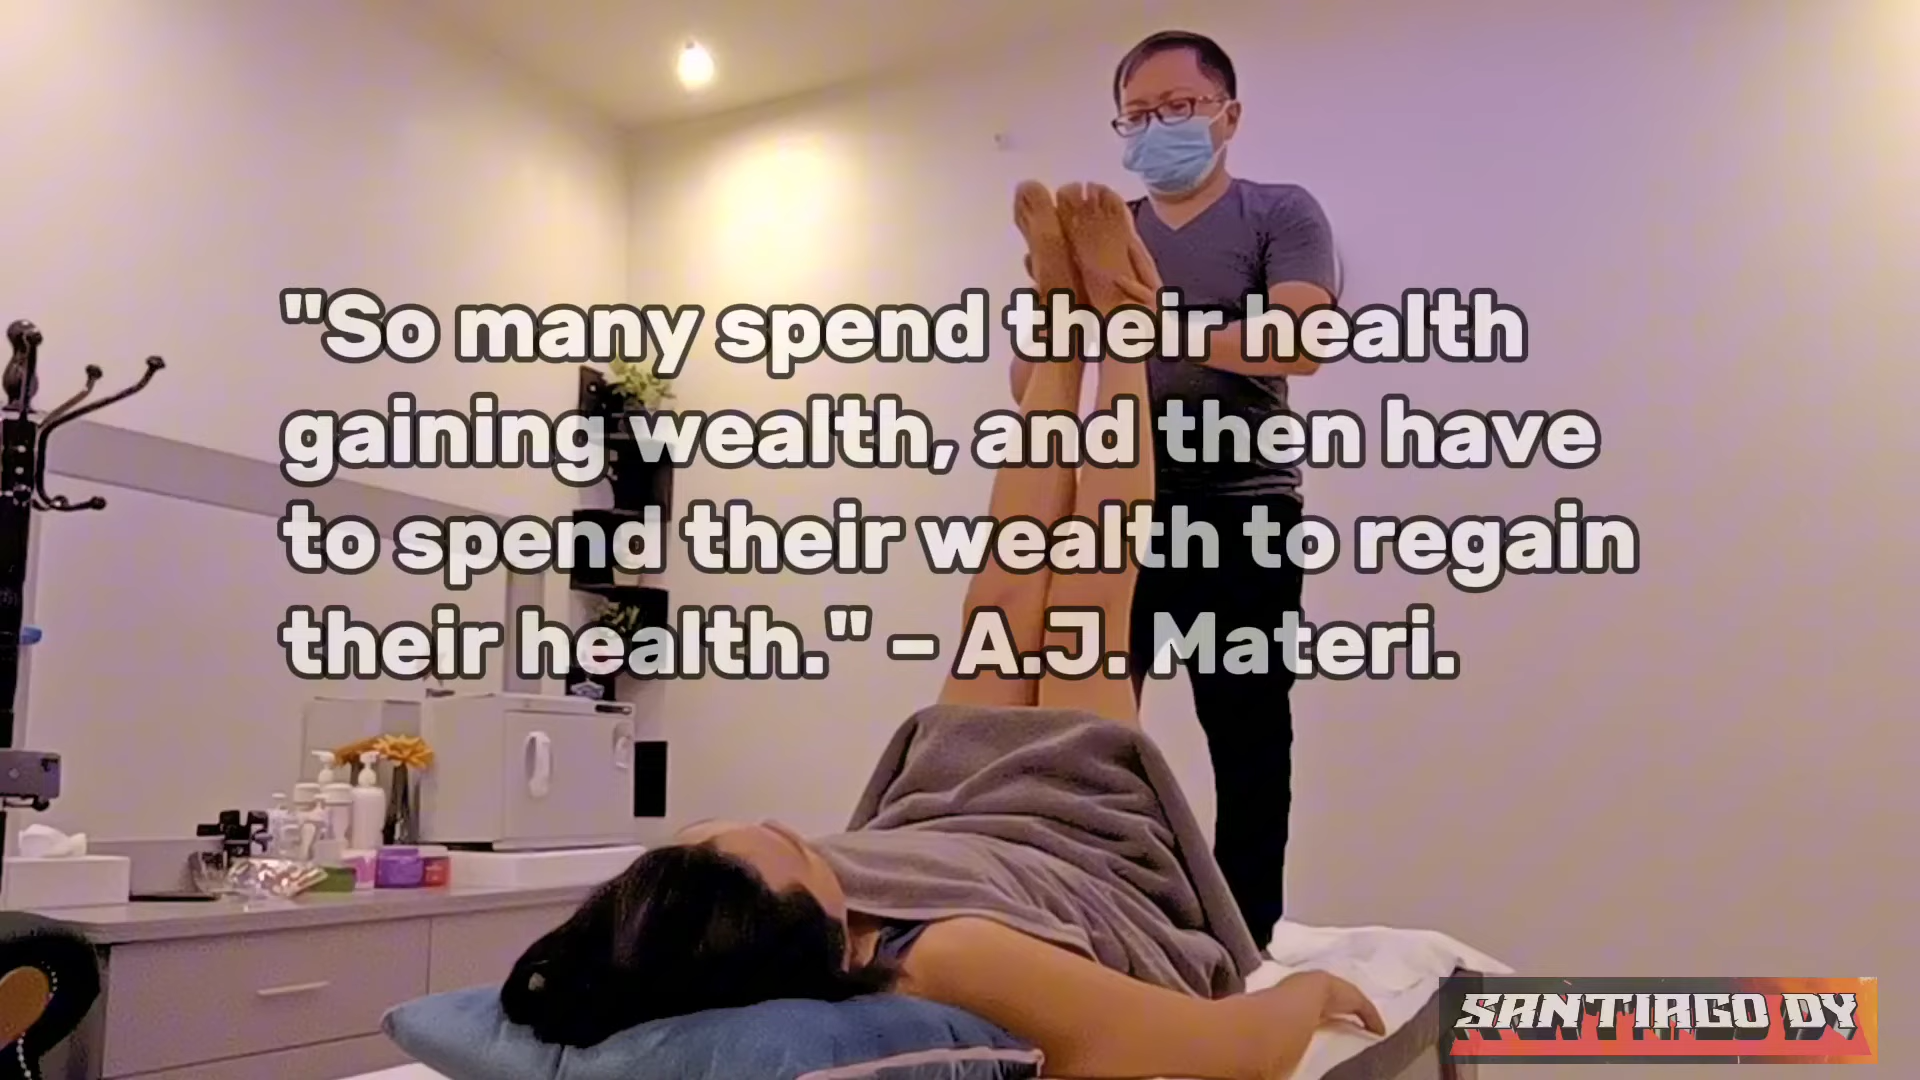 "So many spend their health
gaining wealth, and then have
to spend their wealth to regain
their health." – A.J. Materi.
SANTIAGO DY